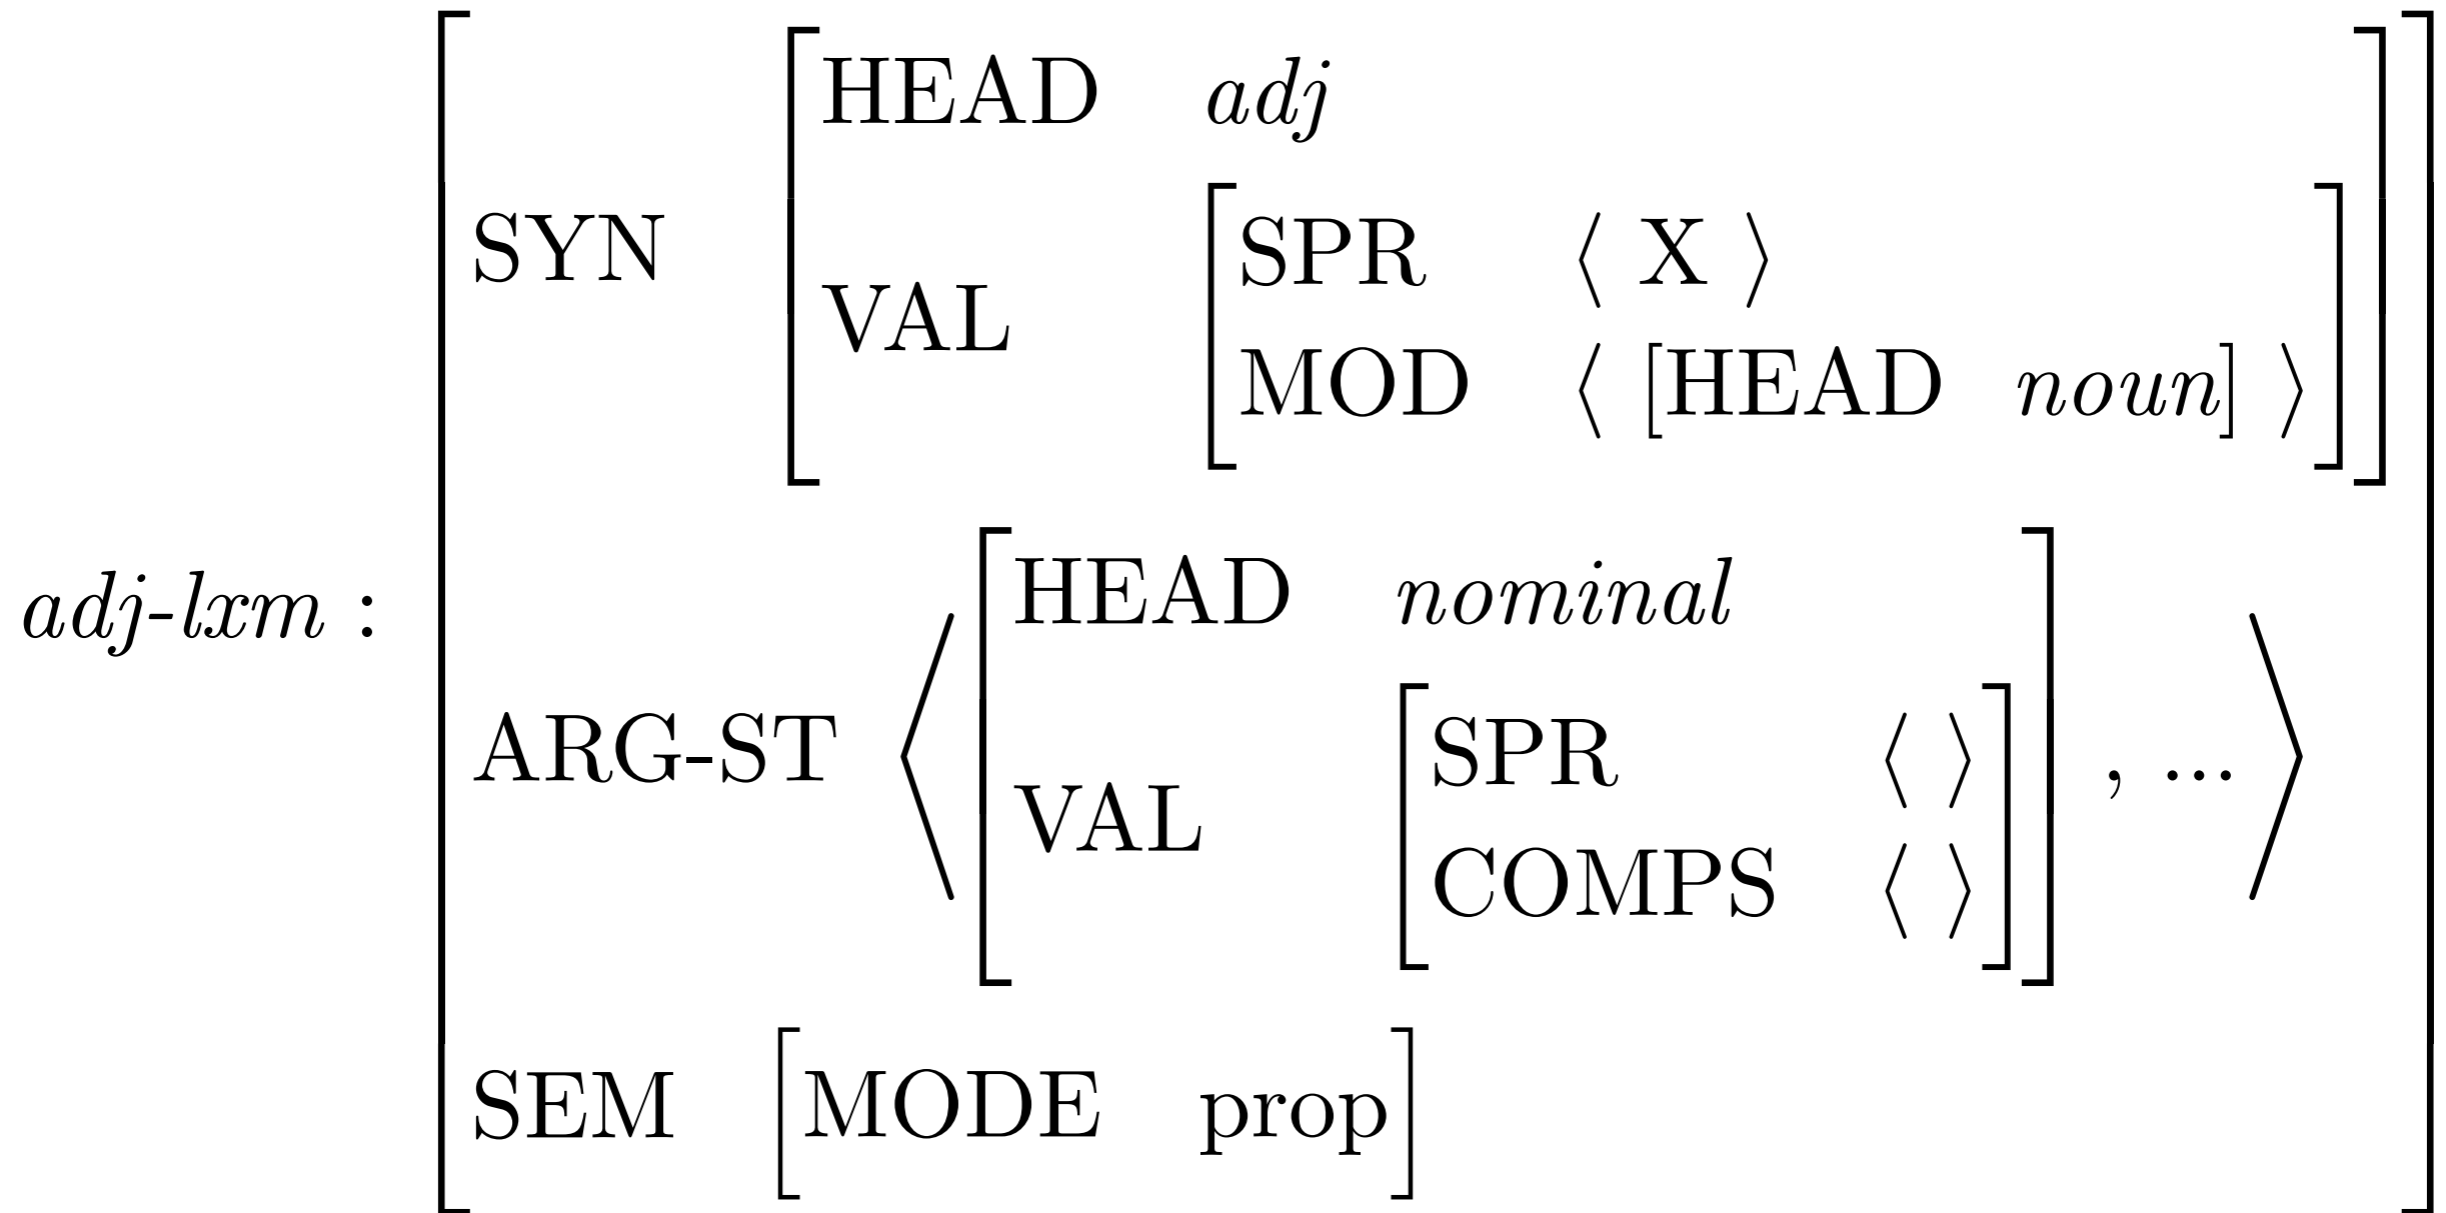 HEAD adj
SYN
SPR ⟨ X ⟩
VAL
MOD ⟨ [HEAD noun] ⟩
adj-lxm :
HEAD nominal
ARG-ST
SPR ⟨ ⟩
, ...
VAL
COMPS ⟨ ⟩
SEM [MODE prop]